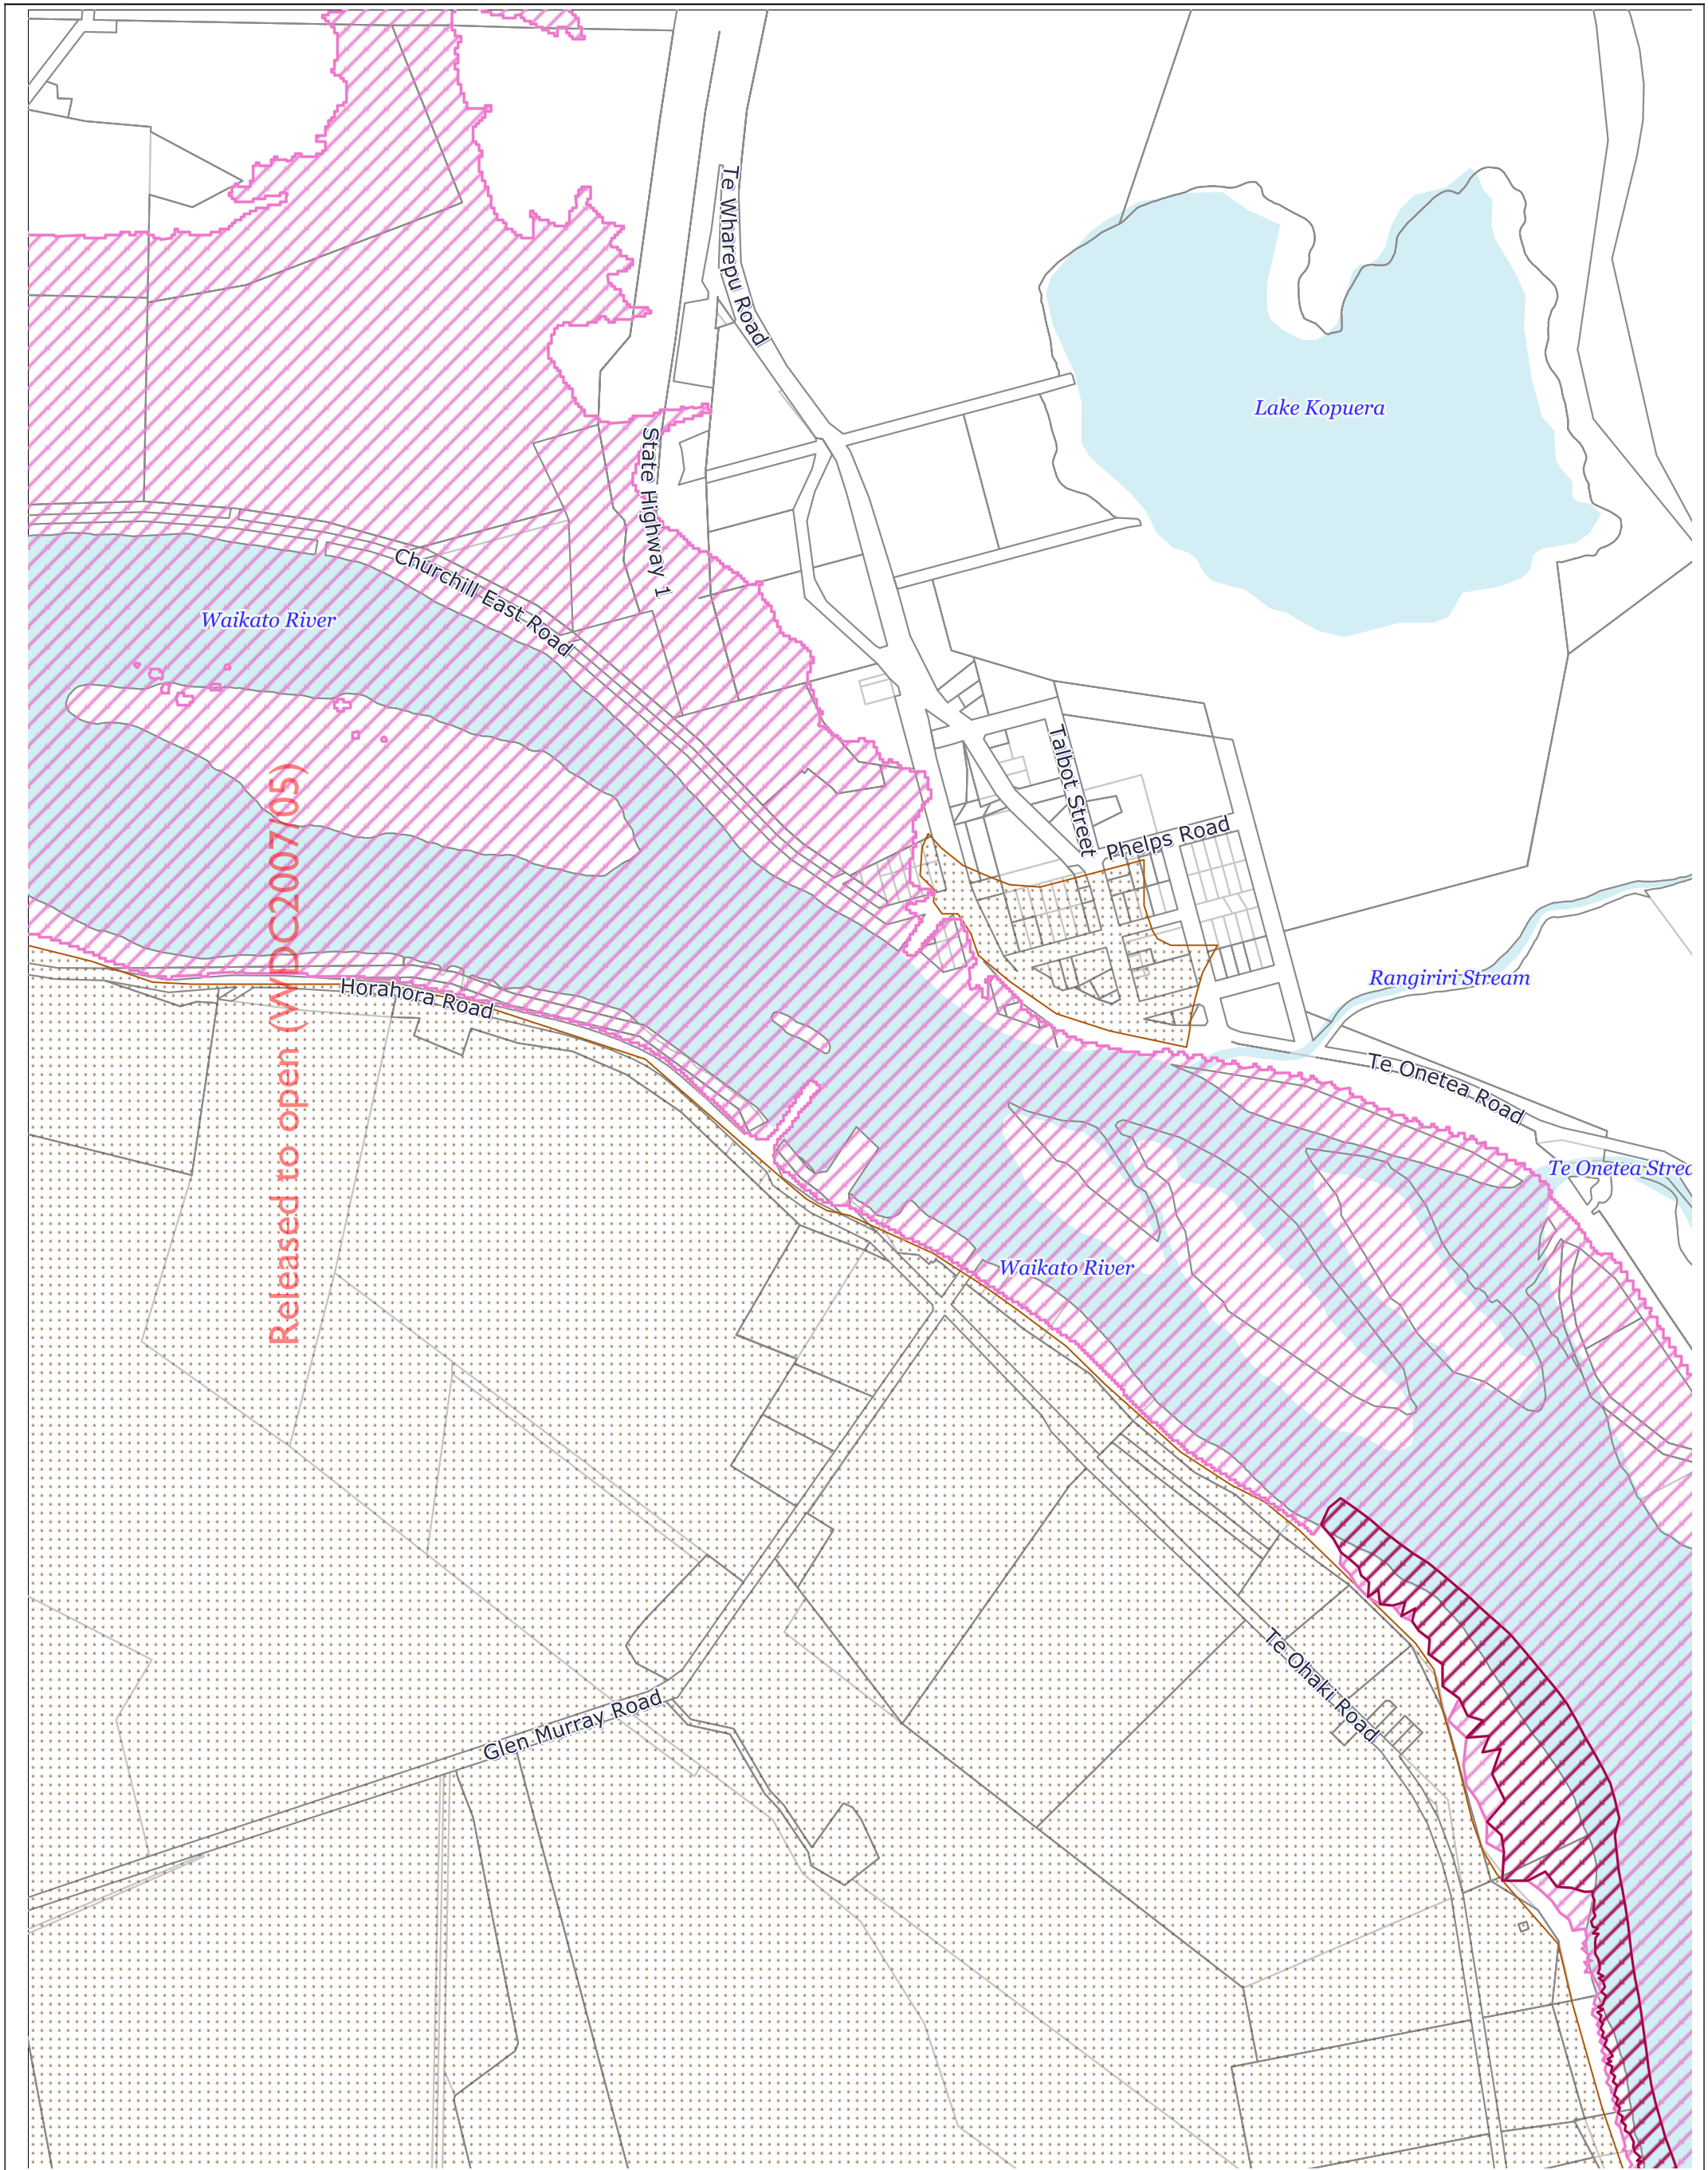 Te Wharepu Road
Lake Kopuera
State Highway 1
Churchill East Road
Waikato River
Talbot Street
Phelps Road
Released to open (WDC2007/05)
Rangiriri Stream
Horahora Road
Te Onetea Road
Te Onetea Strea
Waikato River
Te Ohaki Road
Glen Murray Road